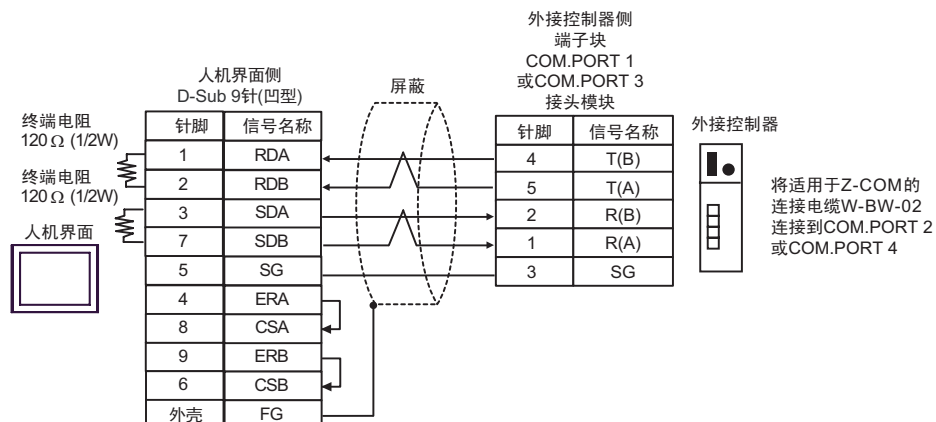 外接控制器侧
端子块
COM.PORT 1
或COM.PORT 3
接头模块
人机界面侧
D-Sub 9针(凹型)
屏蔽
终端电阻
120 Ω (1/2W)
终端电阻
120 Ω (1/2W)
人机界面
针脚 信号名称
1 RDA
2 RDB
3 SDA
7 SDB
5 SG
4 ERA
8 CSA
9 ERB
6 CSB
外壳 FG
针脚 信号名称
4 T(B)
5 T(A)
2 R(B)
1 R(A)
3 SG
外接控制器
将适用于Z-COM的
连接电缆W-BW-02
连接到COM.PORT 2
或COM.PORT 4